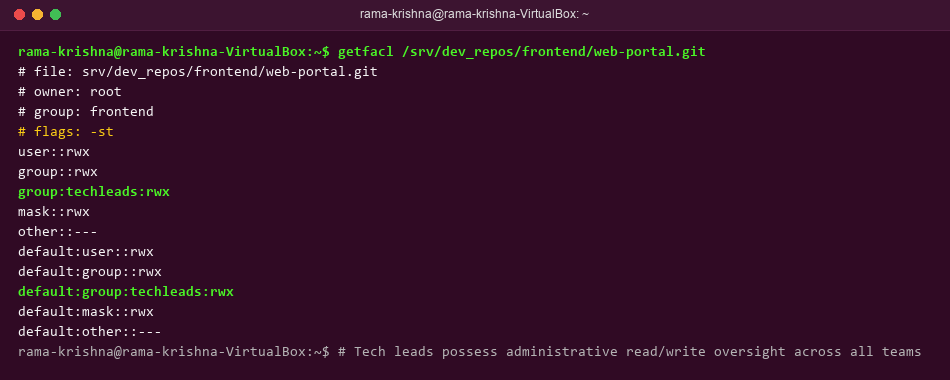 rama-krishna@rama-krishna-VirtualBox: ~
rama-krishna@rama-krishna-VirtualBox:~$ getfacl /srv/dev_repos/frontend/web-portal.git
# file: srv/dev_repos/frontend/web-portal.git
# owner: root
# group: frontend
# flags: -st
user::rwx
group::rwx
group:techleads:rwx
mask::rwx
other::---
default:user::rwx
default:group::rwx
default:group:techleads:rwx
default:mask::rwx
default:other::---
rama-krishna@rama-krishna-VirtualBox:~$ # Tech leads possess administrative read/write oversight across all teams